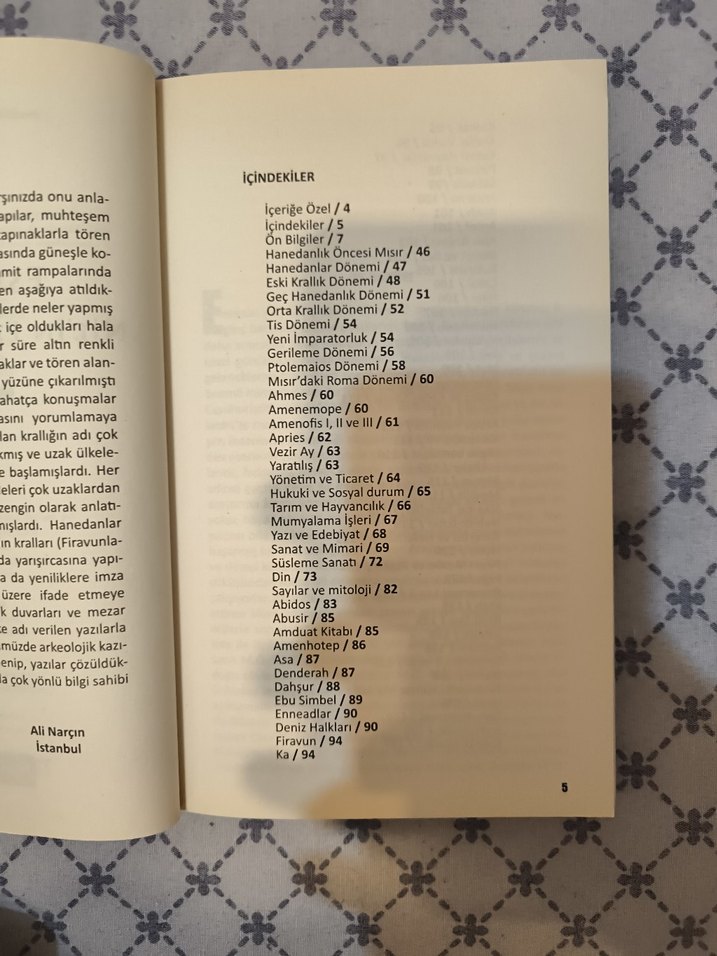 rşınızda onu anla-
apılar, muhteşem
apınaklarla tören
asında güneşle ko-
mit rampalarında
en aşağıya atıldık-
lerde neler yapmış
içe oldukları hala
r süre altın renkli
aklar ve tören alan-
yüzüne çıkarılmıştı
ahatça konuşmalar
asını yorumlamaya
lan krallığın adı çok
kmış ve uzak ülkele-
e başlamışlardı. Her
eleri çok uzaklardan
zengin olarak anlatı-
mışlardı. Hanedanlar
ın kralları (Firavunla-
da yarışırcasına yapı-
a da yeniliklere imza
üzere ifade etmeye
k duvarları ve mezar
e adı verilen yazılarla
müzde arkeolojik kazı-
enip, yazılar çözüldük-
da çok yönlü bilgi sahibi
Ali Narçın
İstanbul
İÇİNDEKİLER
İçeriğe Özel / 4
İçindekiler / 5
Ön Bilgiler / 7
Hanedanlık Öncesi Mısır / 46
Hanedanlar Dönemi / 47
Eski Krallık Dönemi / 48
Geç Hanedanlık Dönemi / 51
Orta Krallık Dönemi / 52
Tis Dönemi / 54
Yeni İmparatorluk / 54
Gerileme Dönemi / 56
Ptolemaios Dönemi / 58
Mısır'daki Roma Dönemi / 60
Ahmes / 60
Amenemope / 60
Amenofis I, II ve III / 61
Apries / 62
Vezir Ay / 63
Yaratılış / 63
Yönetim ve Ticaret / 64
Hukuki ve Sosyal durum / 65
Tarım ve Hayvancılık / 66
Mumyalama İşleri / 67
Yazı ve Edebiyat / 68
Sanat ve Mimari / 69
Süsleme Sanatı / 72
Din / 73
Sayılar ve mitoloji / 82
Abidos / 83
Abusir / 85
Amduat Kitabı / 85
Amenhotep / 86
Asa / 87
Denderah / 87
Dahşur / 88
Ebu Simbel / 89
Enneadlar / 90
Deniz Halkları / 90
Firavun / 94
Ka / 94
5